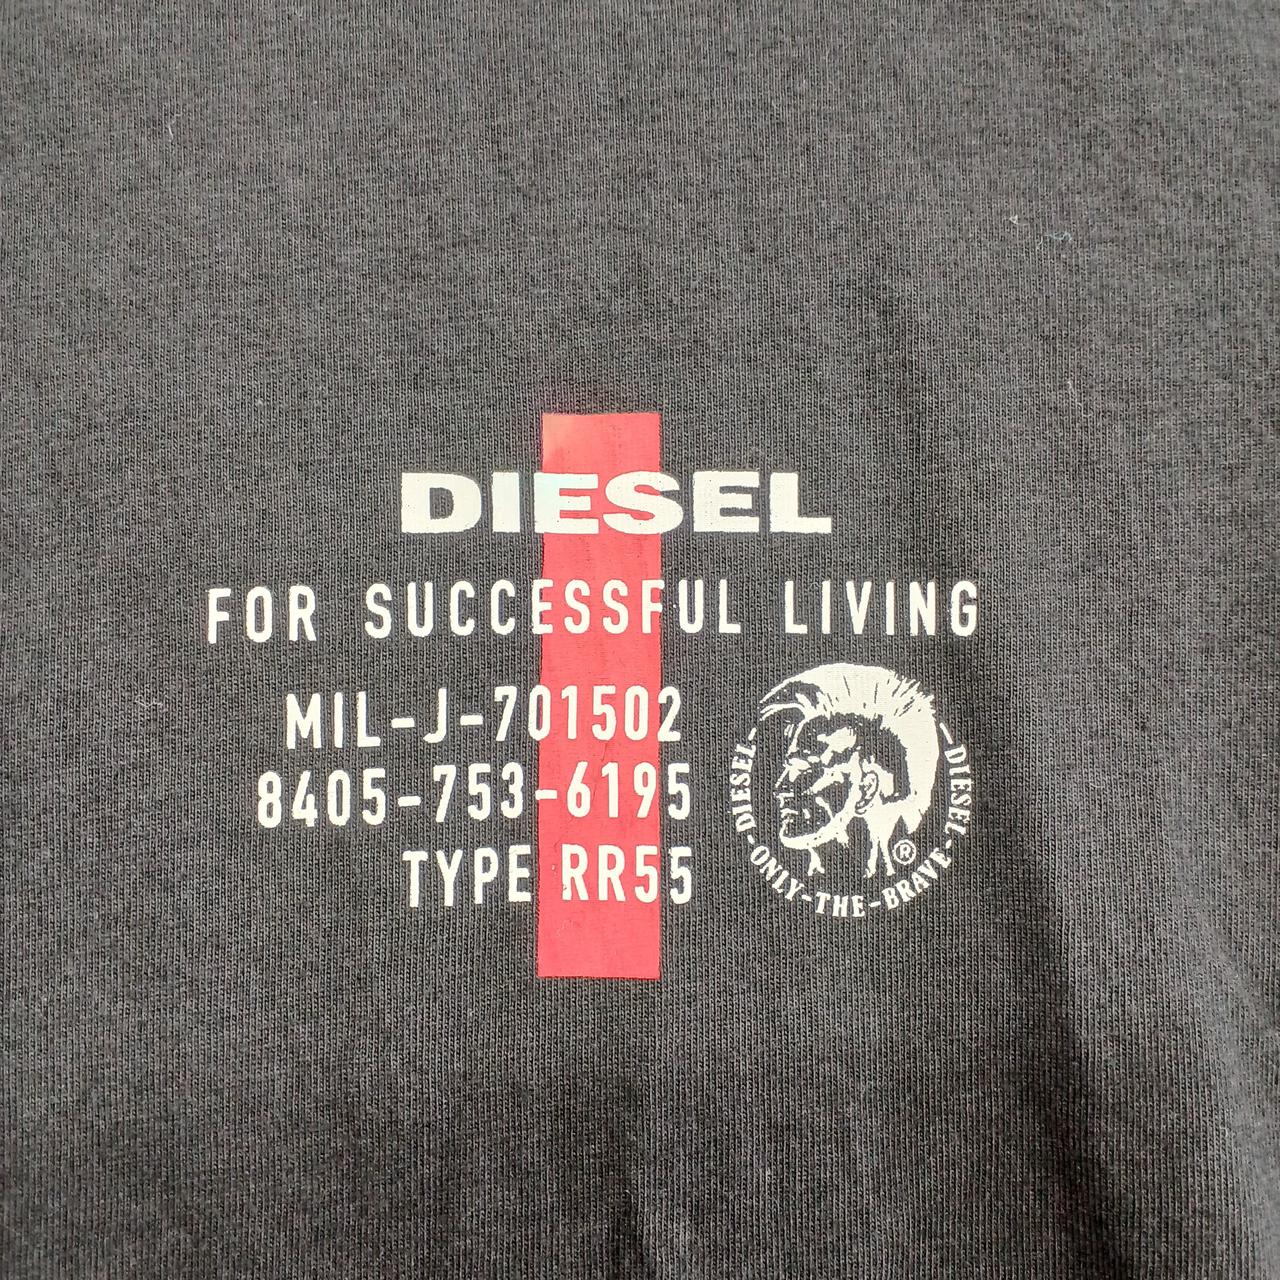 DIESEL
FOR SUCCESSFUL LIVING
MIL-J-701502
8405-753-6195
TYPE RR55
-DIESEL-
-DIESEL-ONLY-THE-BRAVE-
®